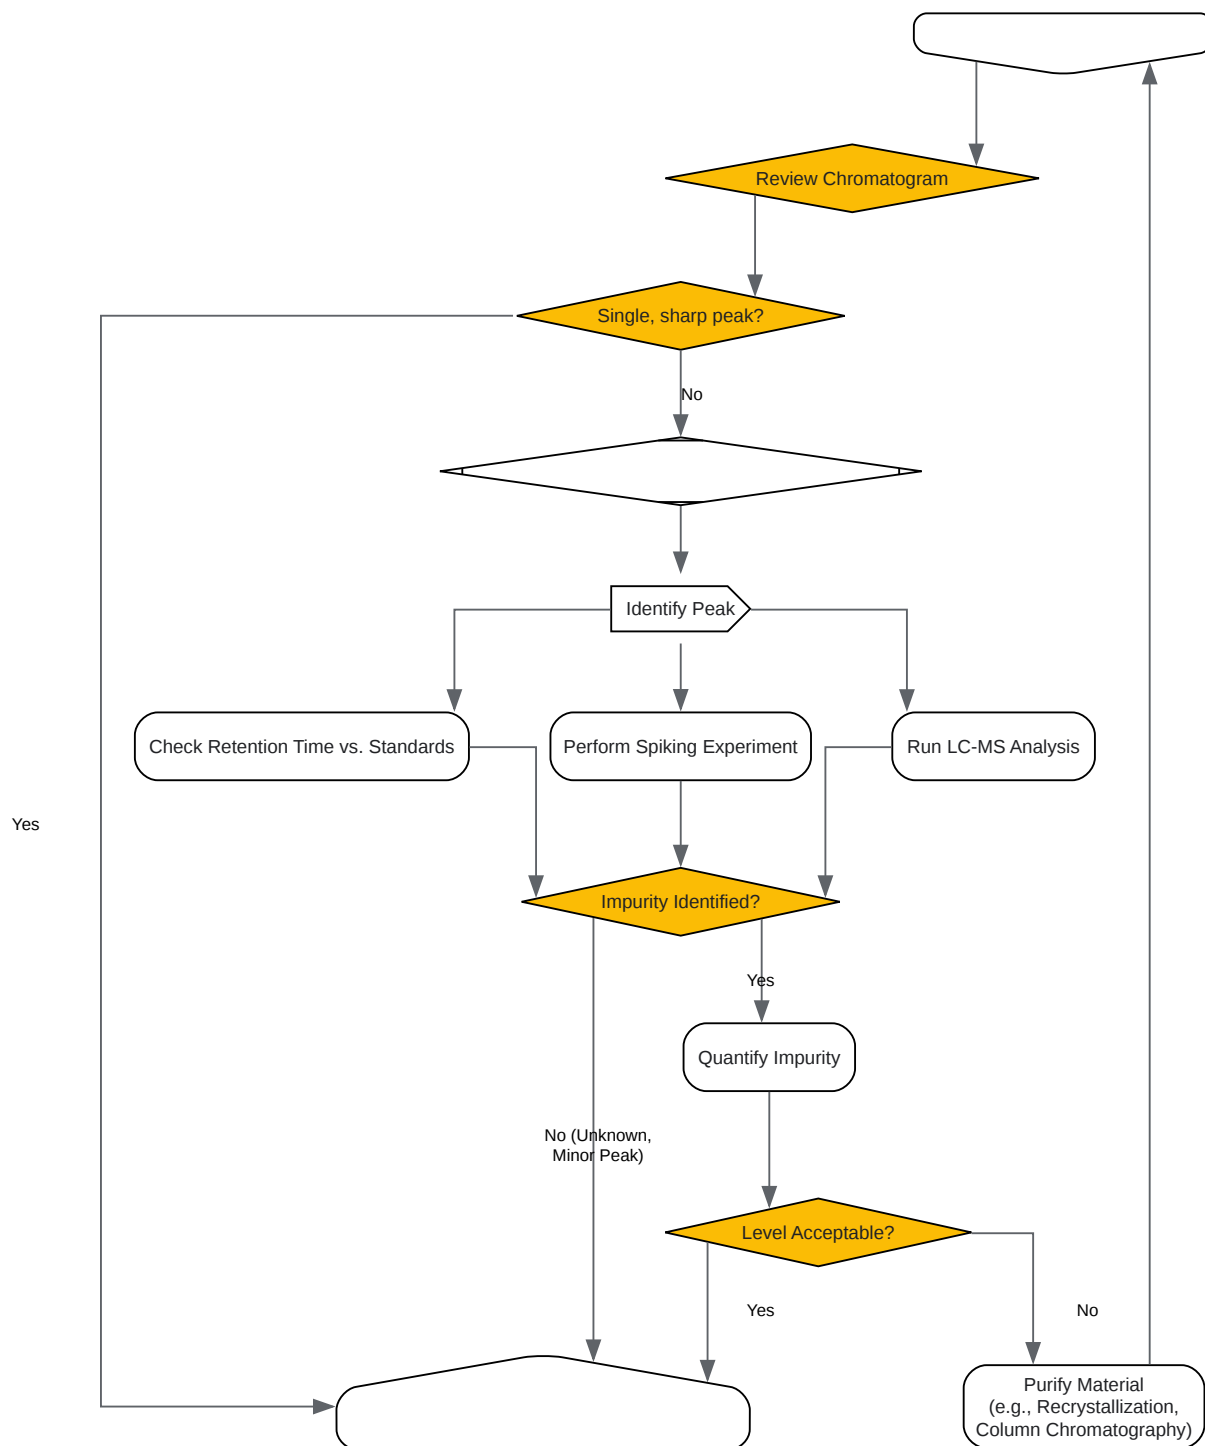 Review Chromatogram
Single, sharp peak?
No
Identify Peak
Check Retention Time vs. Standards
Perform Spiking Experiment
Run LC-MS Analysis
Yes
Impurity Identified?
Yes
Quantify Impurity
No (Unknown,
Minor Peak)
Level Acceptable?
Yes
No
Purify Material
(e.g., Recrystallization,
Column Chromatography)